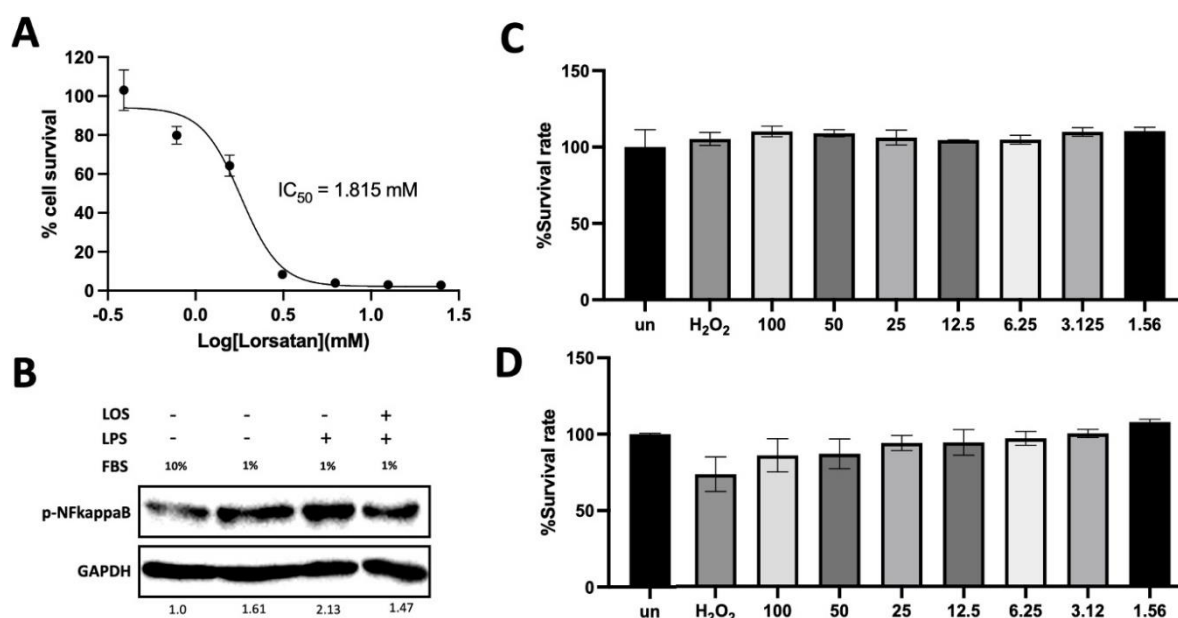 A
120
100
80
60
40
20
0
% cell survival
IC50 = 1.815 mM
-0.5 0.0 0.5 1.0 1.5
Log[Lorsatan](mM)
B
LOS - - - +
LPS - - + +
FBS 10% 1% 1% 1%
p-NFkappaB
GAPDH
1.0 1.61 2.13 1.47
C
150
100
50
0
%Survival rate
un H2O2 100 50 25 12.5 6.25 3.125 1.56
D
150
100
50
0
%Survival rate
un H2O2 100 50 25 12.5 6.25 3.12 1.56